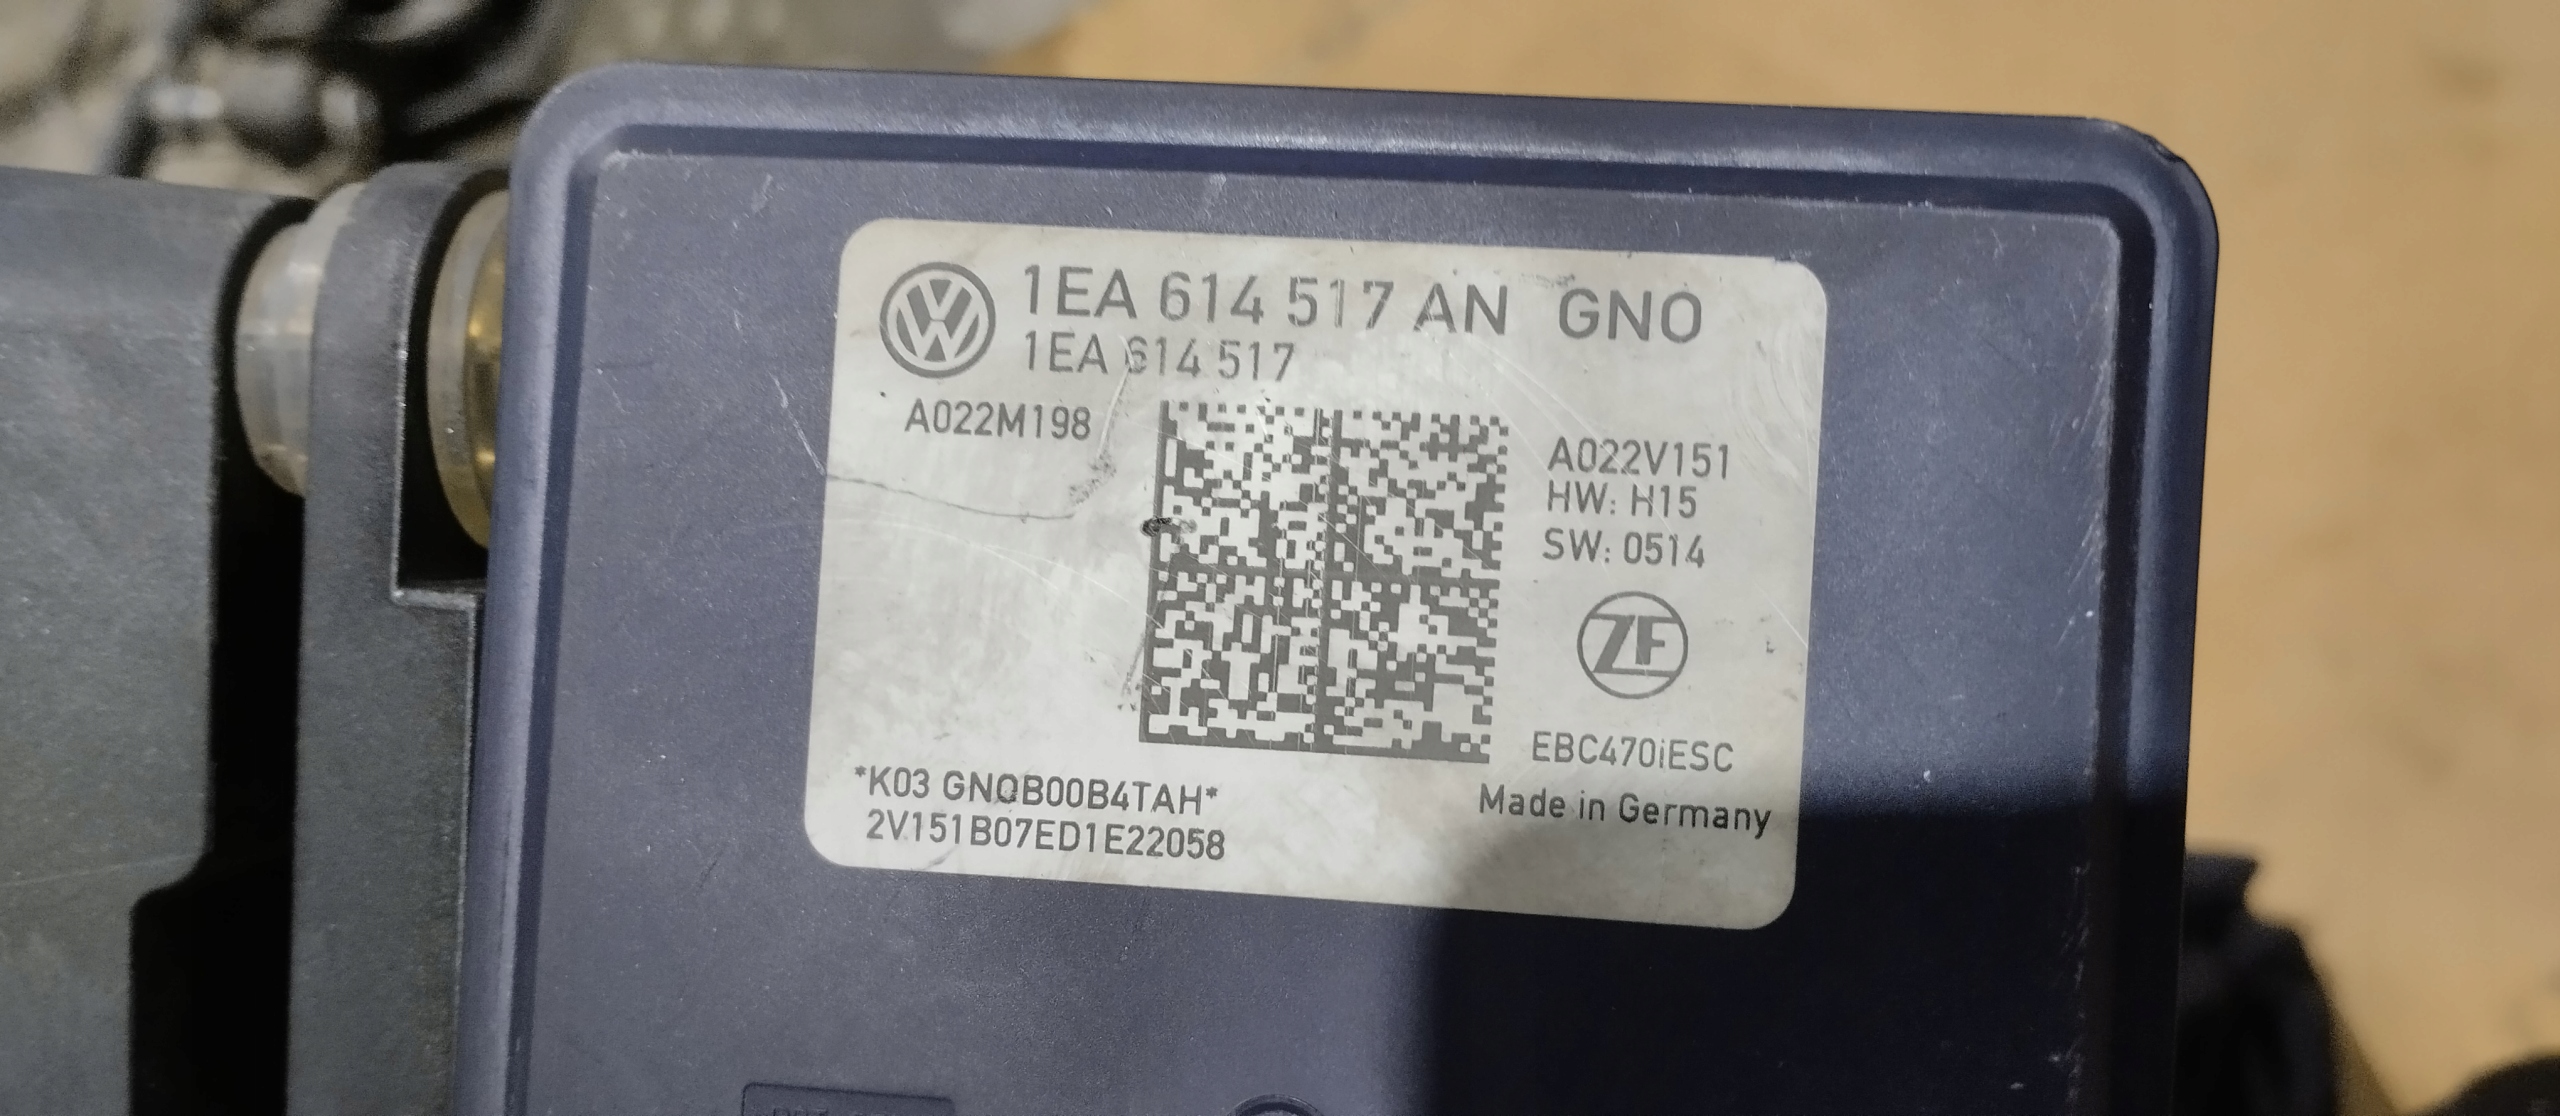 1EA 614 517 AN GNO
1EA 614 517
A022M198
A022V151
HW: H15
SW: 0514
ZF
EBC470iESC
Made in Germany
*K03 GNOB00B4TAH*
2V151B07ED1E22058